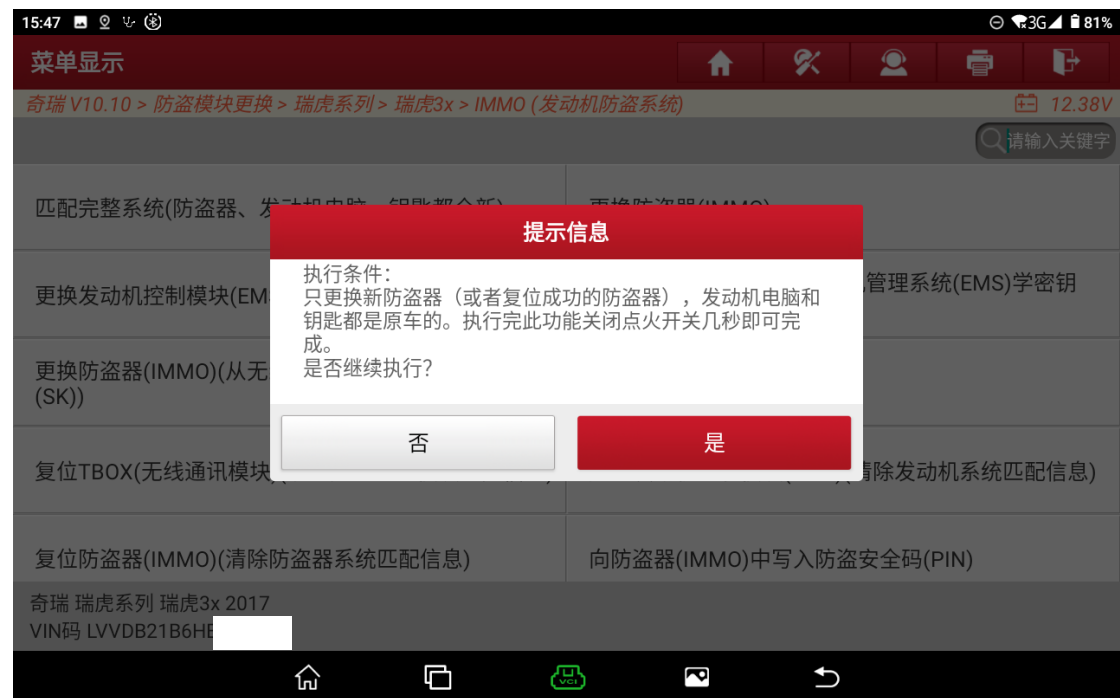 15:47
3G
81%
菜单显示
奇瑞 V10.10 > 防盗模块更换 > 瑞虎系列 > 瑞虎3x > IMMO (发动机防盗系统)
12.38V
请输入关键字
匹配完整系统(防盗器、发动机电脑、钥匙都全新)
更换防盗器(IMMO)
提示信息
执行条件：
只更换新防盗器（或者复位成功的防盗器），发动机电脑和
钥匙都是原车的。执行完此功能关闭点火开关几秒即可完
成。
是否继续执行？
否
是
更换发动机控制模块(EM
管理系统(EMS)学密钥
更换防盗器(IMMO)(从无
(SK))
复位TBOX(无线通讯模块)
清除发动机系统匹配信息)
复位防盗器(IMMO)(清除防盗器系统匹配信息)
向防盗器(IMMO)中写入防盗安全码(PIN)
奇瑞 瑞虎系列 瑞虎3x 2017
VIN码 LVVDB21B6HE
VCI